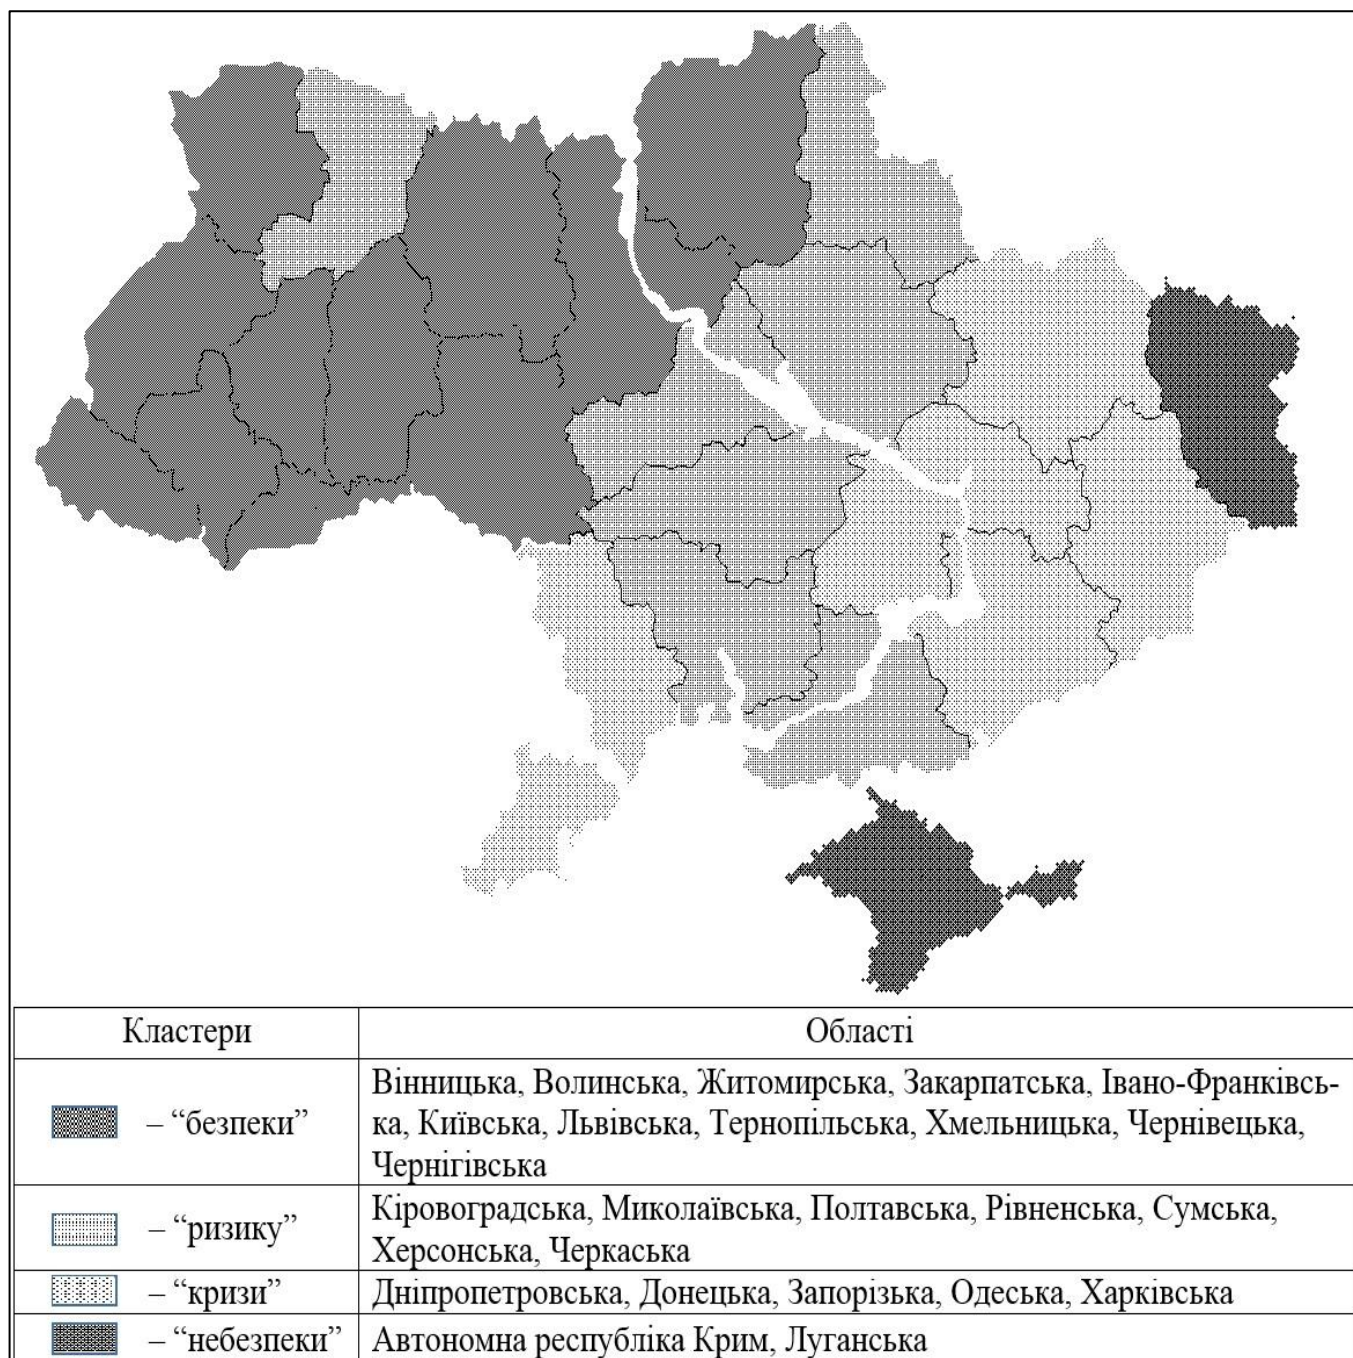 Кластери
Області
– “безпеки”
Вінницька, Волинська, Житомирська, Закарпатська, Івано-Франківсь-
ка, Київська, Львівська, Тернопільська, Хмельницька, Чернівецька,
Чернігівська
– “ризику”
Кіровоградська, Миколаївська, Полтавська, Рівненська, Сумська,
Херсонська, Черкаська
– “кризи”
Дніпропетровська, Донецька, Запорізька, Одеська, Харківська
– “небезпеки”
Автономна республіка Крим, Луганська